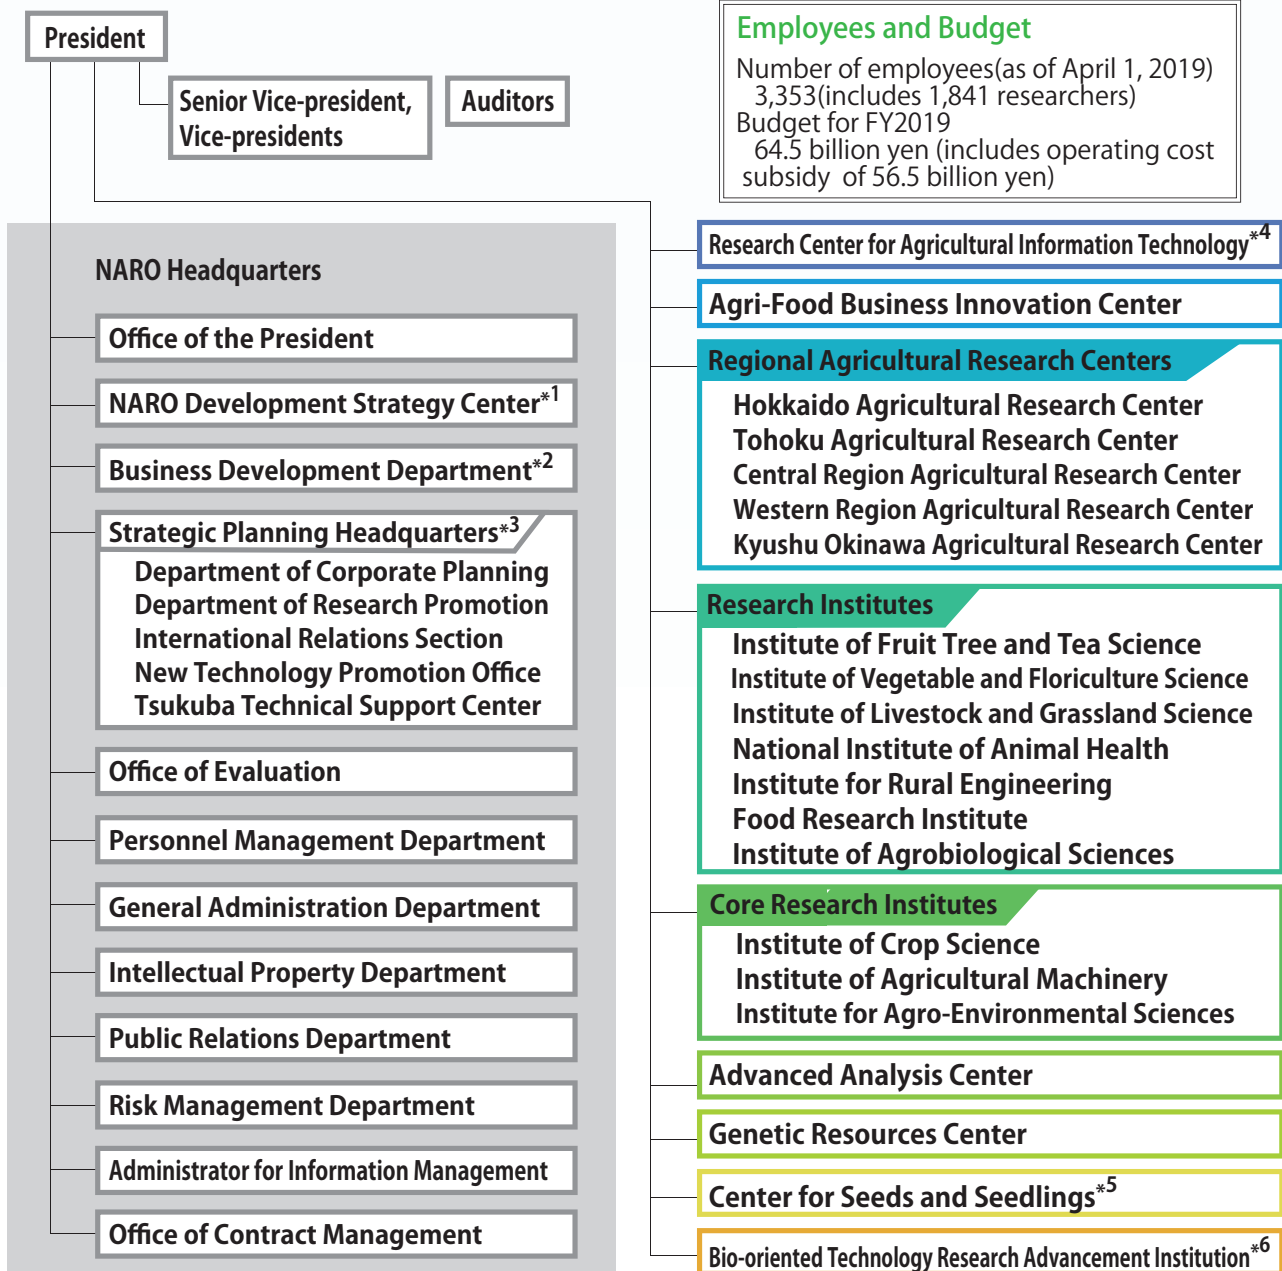 President
Senior Vice-president,
Vice-presidents
Auditors
Employees and Budget
Number of employees(as of April 1, 2019)
3,353(includes 1,841 researchers)
Budget for FY2019
64.5 billion yen (includes operating cost
subsidy of 56.5 billion yen)
NARO Headquarters
Office of the President
NARO Development Strategy Center*1
Business Development Department*2
Strategic Planning Headquarters*3
Department of Corporate Planning
Department of Research Promotion
International Relations Section
New Technology Promotion Office
Tsukuba Technical Support Center
Office of Evaluation
Personnel Management Department
General Administration Department
Intellectual Property Department
Public Relations Department
Risk Management Department
Administrator for Information Management
Office of Contract Management
Research Center for Agricultural Information Technology*4
Agri-Food Business Innovation Center
Regional Agricultural Research Centers
Hokkaido Agricultural Research Center
Tohoku Agricultural Research Center
Central Region Agricultural Research Center
Western Region Agricultural Research Center
Kyushu Okinawa Agricultural Research Center
Research Institutes
Institute of Fruit Tree and Tea Science
Institute of Vegetable and Floriculture Science
Institute of Livestock and Grassland Science
National Institute of Animal Health
Institute for Rural Engineering
Food Research Institute
Institute of Agrobiological Sciences
Core Research Institutes
Institute of Crop Science
Institute of Agricultural Machinery
Institute for Agro-Environmental Sciences
Advanced Analysis Center
Genetic Resources Center
Center for Seeds and Seedlings*5
Bio-oriented Technology Research Advancement Institution*6